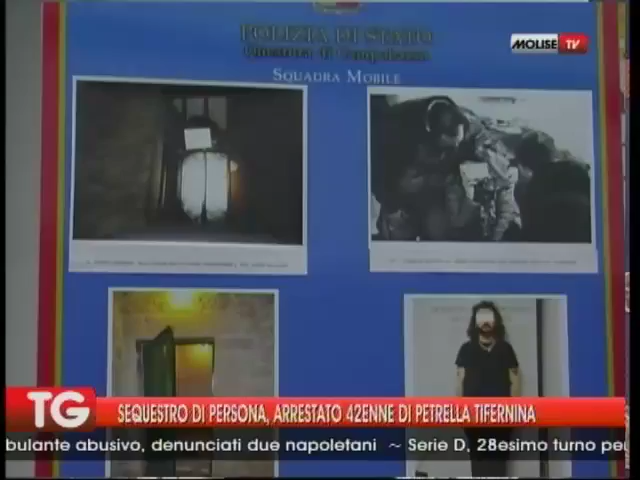 POLIZIA DI STATO
Questura di Campobasso
SQUADRA MOBILE
MOLISE TV
TG SEQUESTRO DI PERSONA, ARRESTATO 42ENNE DI PETRELLA TIFERNINA
bulante abusivo, denunciati due napoletani ~ Serie D, 28esimo turno per